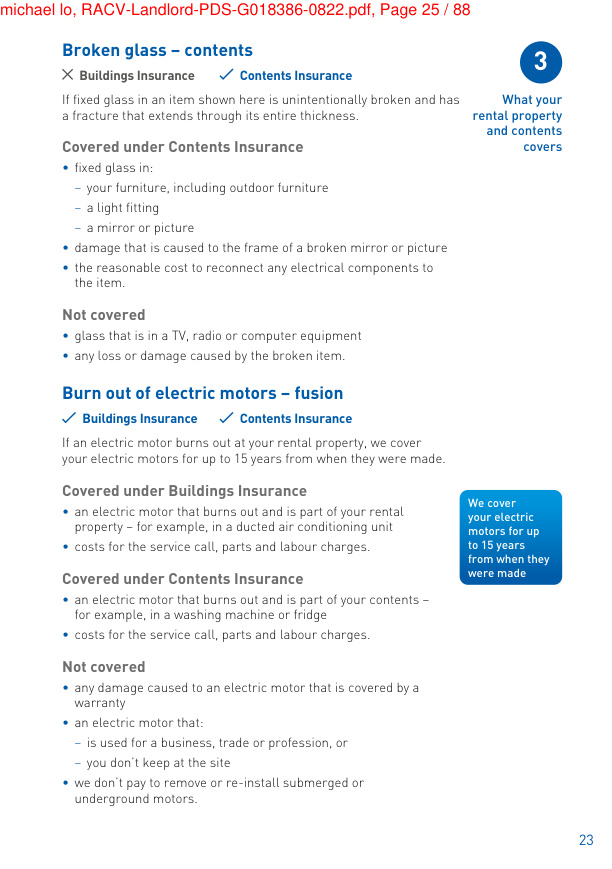 michael lo, RACV-Landlord-PDS-G018386-0822.pdf, Page 25 / 88
Broken glass – contents
Buildings Insurance Contents Insurance
If fixed glass in an item shown here is unintentionally broken and has
a fracture that extends through its entire thickness.
Covered under Contents Insurance
• fixed glass in:
– your furniture, including outdoor furniture
– a light fitting
– a mirror or picture
• damage that is caused to the frame of a broken mirror or picture
• the reasonable cost to reconnect any electrical components to
the item.
Not covered
• glass that is in a TV, radio or computer equipment
• any loss or damage caused by the broken item.
Burn out of electric motors – fusion
Buildings Insurance Contents Insurance
If an electric motor burns out at your rental property, we cover
your electric motors for up to 15 years from when they were made.
Covered under Buildings Insurance
• an electric motor that burns out and is part of your rental
property – for example, in a ducted air conditioning unit
• costs for the service call, parts and labour charges.
Covered under Contents Insurance
• an electric motor that burns out and is part of your contents –
for example, in a washing machine or fridge
• costs for the service call, parts and labour charges.
Not covered
• any damage caused to an electric motor that is covered by a
warranty
• an electric motor that:
– is used for a business, trade or profession, or
– you don't keep at the site
• we don't pay to remove or re-install submerged or
underground motors.
3
What your
rental property
and contents
covers
We cover
your electric
motors for up
to 15 years
from when they
were made
23